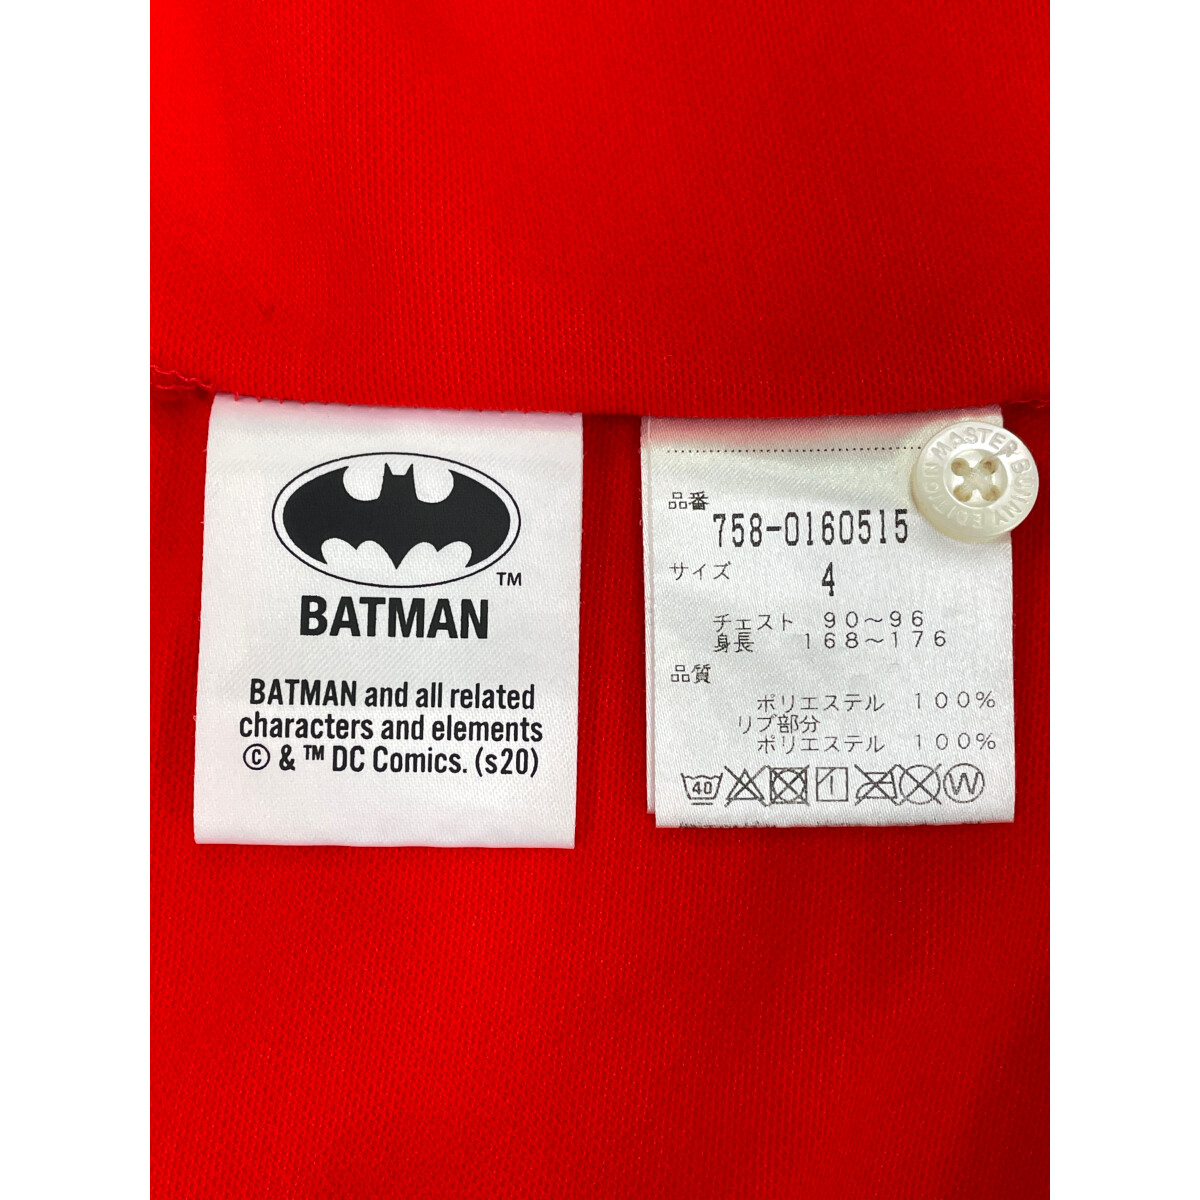 TM
BATMAN
BATMAN and all related
characters and elements
© & ™ DC Comics. (s20)
MASTER BUNNY EDITION
品番
758-0160515
サイズ 4
チェスト 90～96
身長 168～176
品質
ポリエステル 100%
リブ部分
ポリエステル 100%
40
W